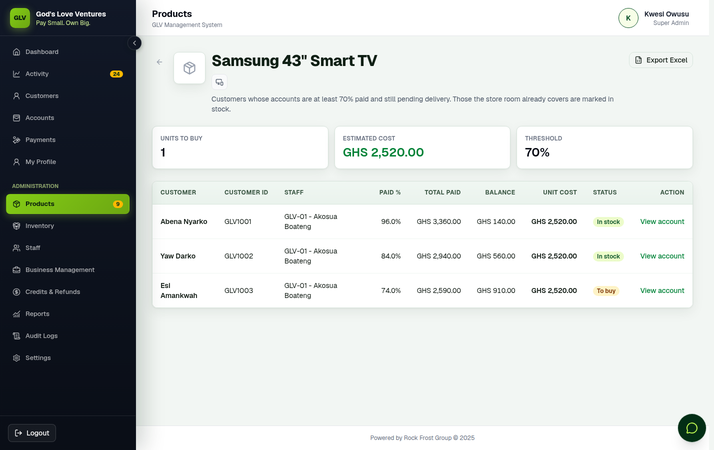 GLV
God's Love Ventures
Pay Small. Own Big.
Dashboard
Activity
24
Customers
Accounts
Payments
My Profile
ADMINISTRATION
Products
9
Inventory
Staff
Business Management
Credits & Refunds
Reports
Audit Logs
Settings
Logout
Products
GLV Management System
K
Kwesi Owusu
Super Admin
Samsung 43" Smart TV
Export Excel
Customers whose accounts are at least 70% paid and still pending delivery. Those the store room already covers are marked in
stock.
UNITS TO BUY
1
ESTIMATED COST
GHS 2,520.00
THRESHOLD
70%
CUSTOMER CUSTOMER ID STAFF PAID % TOTAL PAID BALANCE UNIT COST STATUS ACTION
Abena Nyarko GLV1001 GLV-01 - Akosua Boateng 96.0% GHS 3,360.00 GHS 140.00 GHS 2,520.00 In stock View account
Yaw Darko GLV1002 GLV-01 - Akosua Boateng 84.0% GHS 2,940.00 GHS 560.00 GHS 2,520.00 In stock View account
Esi Amankwah GLV1003 GLV-01 - Akosua Boateng 74.0% GHS 2,590.00 GHS 910.00 GHS 2,520.00 To buy View account
Powered by Rock Frost Group © 2025